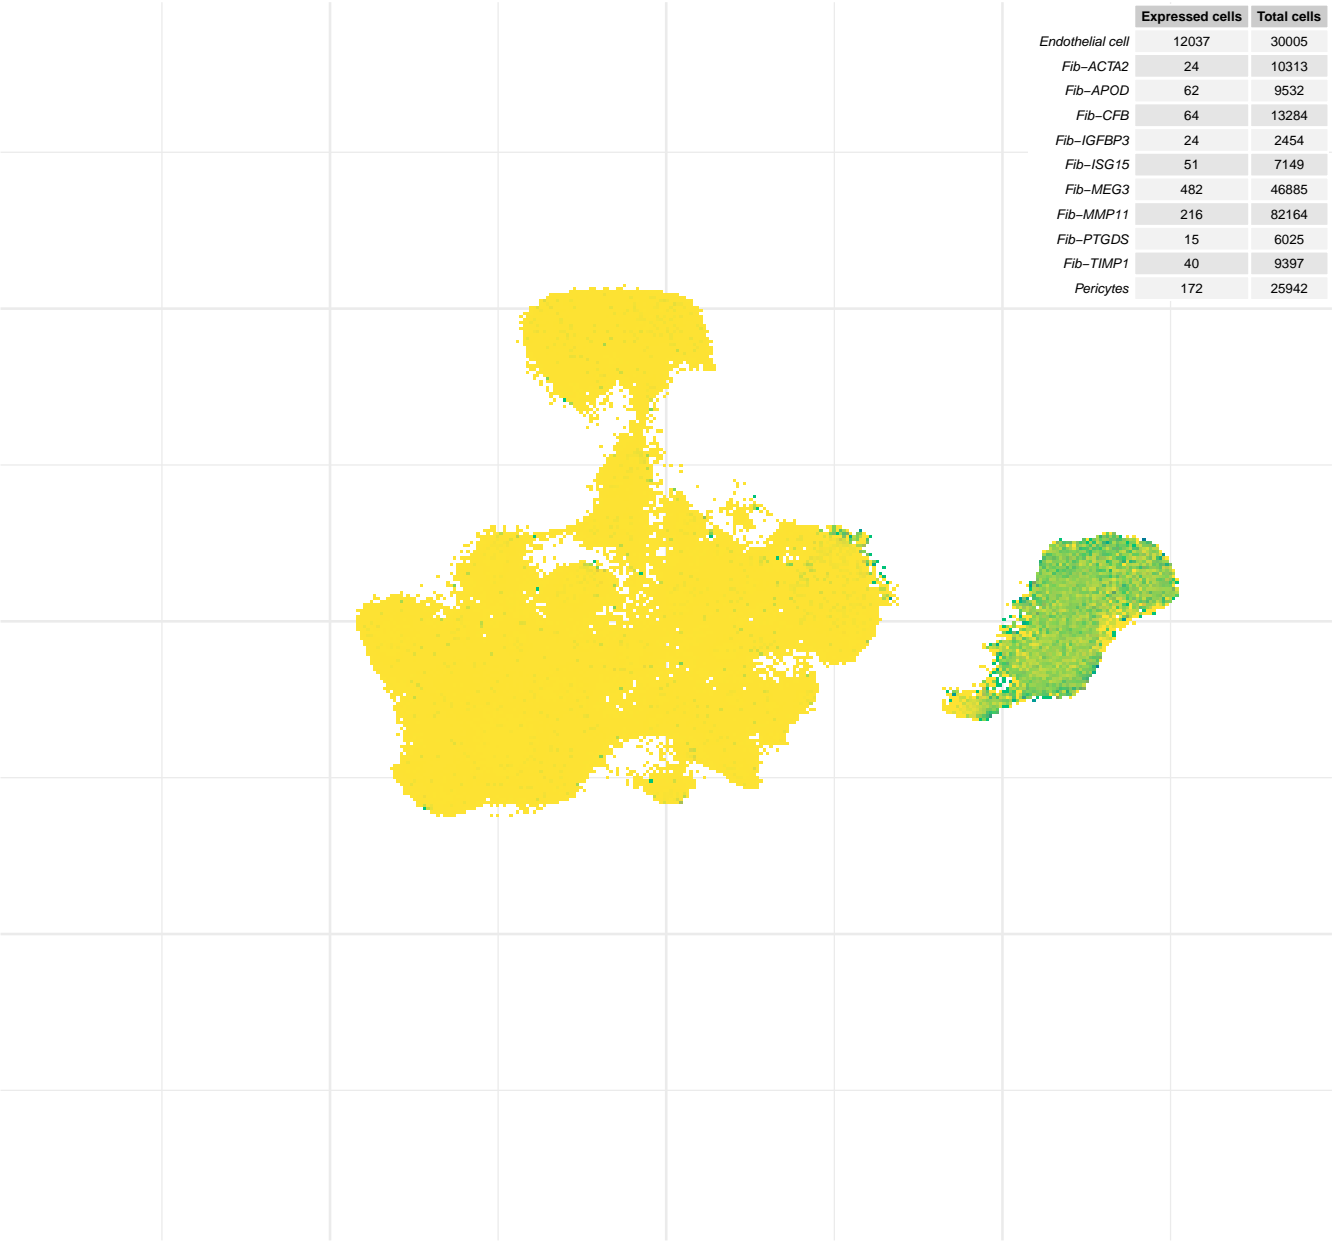 Expressed cells Total cells
Endothelial cell 12037 30005
Fib−ACTA2 24 10313
Fib−APOD 62 9532
Fib−CFB 64 13284
Fib−IGFBP3 24 2454
Fib−ISG15 51 7149
Fib−MEG3 482 46885
Fib−MMP11 216 82164
Fib−PTGDS 15 6025
Fib−TIMP1 40 9397
Pericytes 172 25942